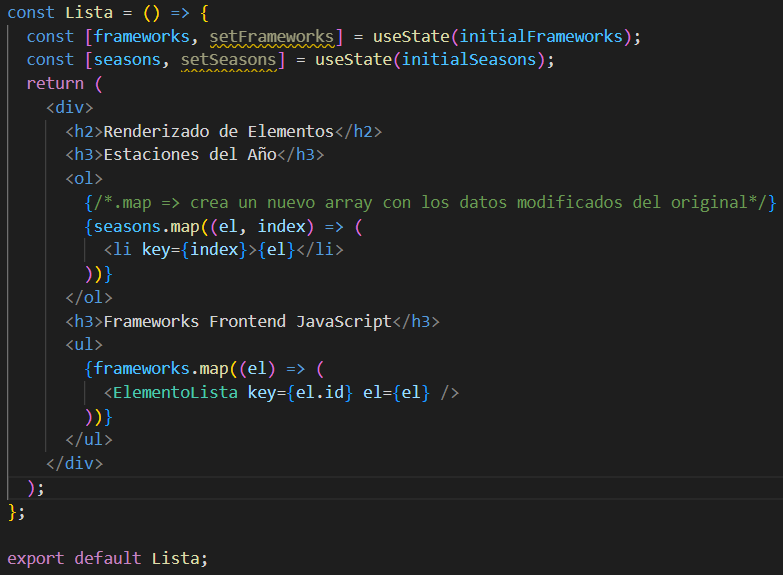 const Lista = () => {
  const [frameworks, setFrameworks] = useState(initialFrameworks);
  const [seasons, setSeasons] = useState(initialSeasons);
  return (
    <div>
      <h2>Renderizado de Elementos</h2>
      <h3>Estaciones del Año</h3>
      <ol>
        {/*.map => crea un nuevo array con los datos modificados del original*/}
        {seasons.map((el, index) => (
          <li key={index}>{el}</li>
        ))}
      </ol>
      <h3>Frameworks Frontend JavaScript</h3>
      <ul>
        {frameworks.map((el) => (
          <ElementoLista key={el.id} el={el} />
        ))}
      </ul>
    </div>
  );
};

export default Lista;